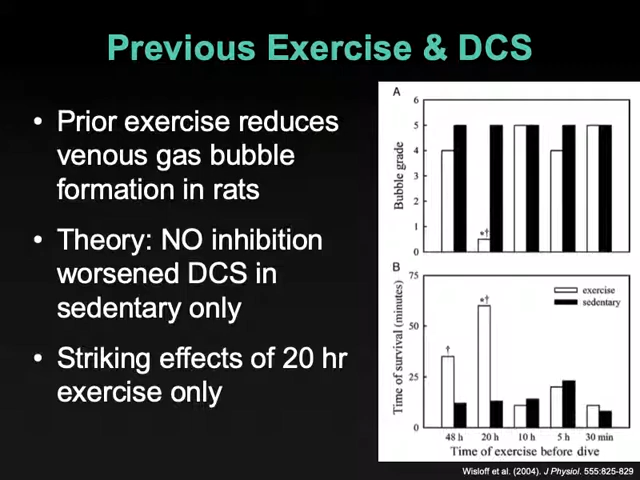 Previous Exercise & DCS
• Prior exercise reduces
venous gas bubble
formation in rats
• Theory: NO inhibition
worsened DCS in
sedentary only
• Striking effects of 20 hr
exercise only
A
6
5
4
3
2
1
0
Bubble grade
*†
B
75
50
25
0
Time of survival (minutes)
exercise
sedentary
†
*†
48 h 20 h 10 h 5 h 30 min
Time of exercise before dive
Wisloff et al. (2004). J Physiol. 555:825-829